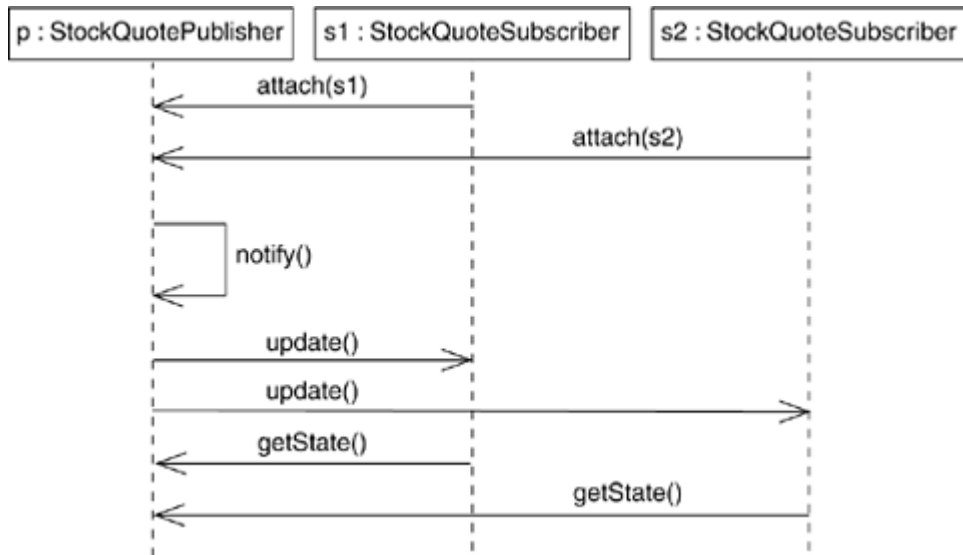 p : StockQuotePublisher
s1 : StockQuoteSubscriber
s2 : StockQuoteSubscriber
attach(s1)
attach(s2)
notify()
update()
update()
getState()
getState()